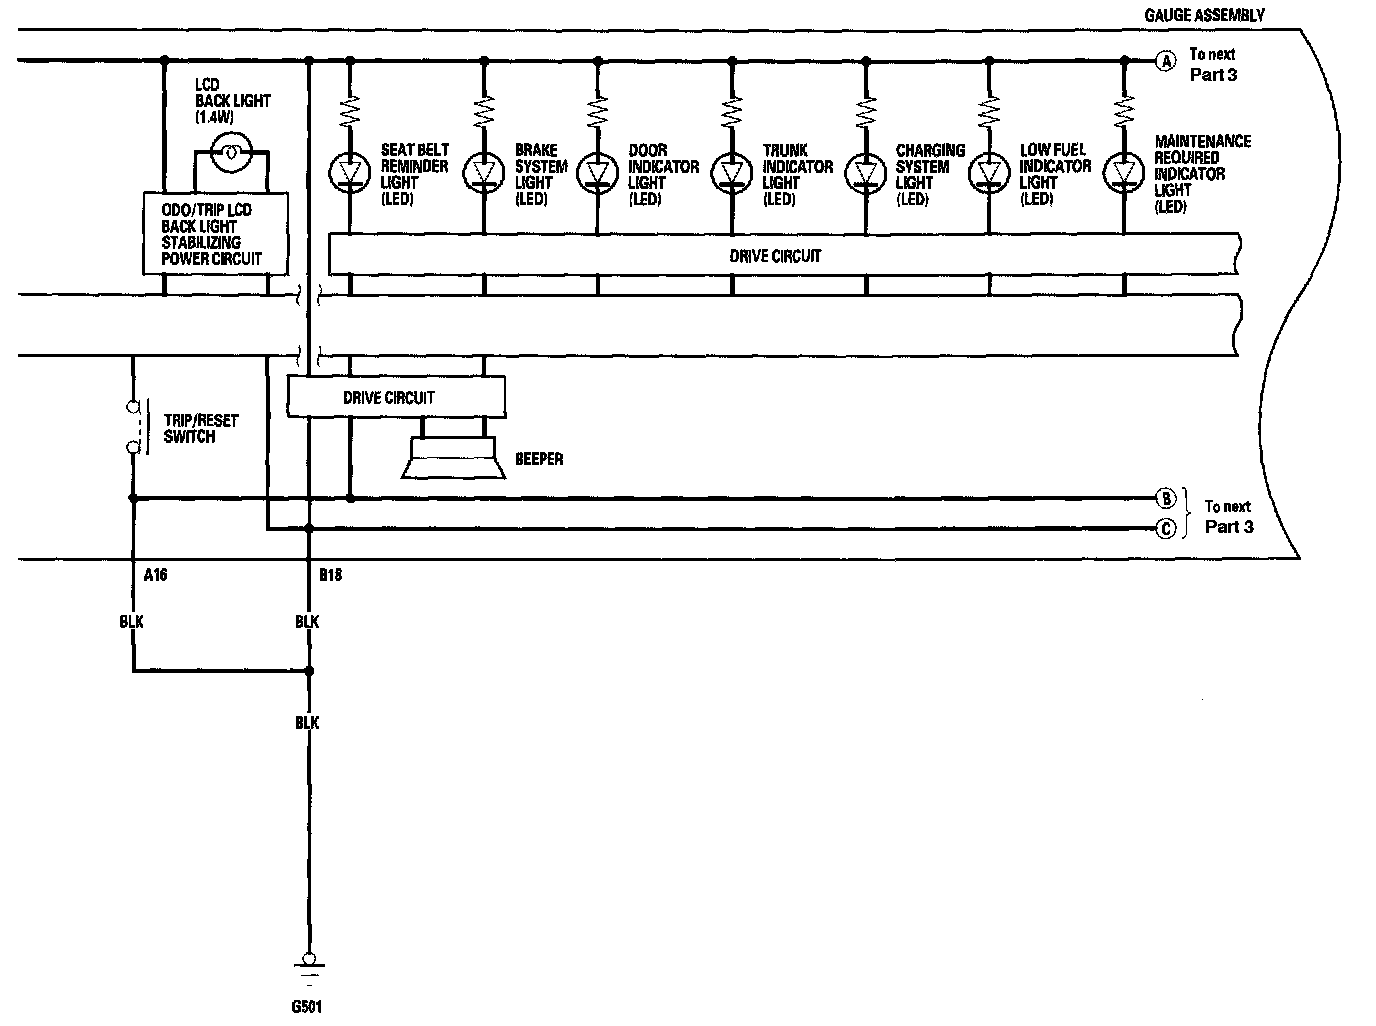 GAUGE ASSEMBLY
A
To next
Part 3
LCD
BACK LIGHT
(1.4W)
SEAT BELT
REMINDER
LIGHT
(LED)
BRAKE
SYSTEM
LIGHT
(LED)
DOOR
INDICATOR
LIGHT
(LED)
TRUNK
INDICATOR
LIGHT
(LED)
CHARGING
SYSTEM
LIGHT
(LED)
LOW FUEL
INDICATOR
LIGHT
(LED)
MAINTENANCE
REQUIRED
INDICATOR
LIGHT
(LED)
ODO/TRIP LCD
BACK LIGHT
STABILIZING
POWER CIRCUIT
DRIVE CIRCUIT
DRIVE CIRCUIT
TRIP/RESET
SWITCH
BEEPER
B
C
To next
Part 3
A16
B18
BLK
BLK
BLK
G501